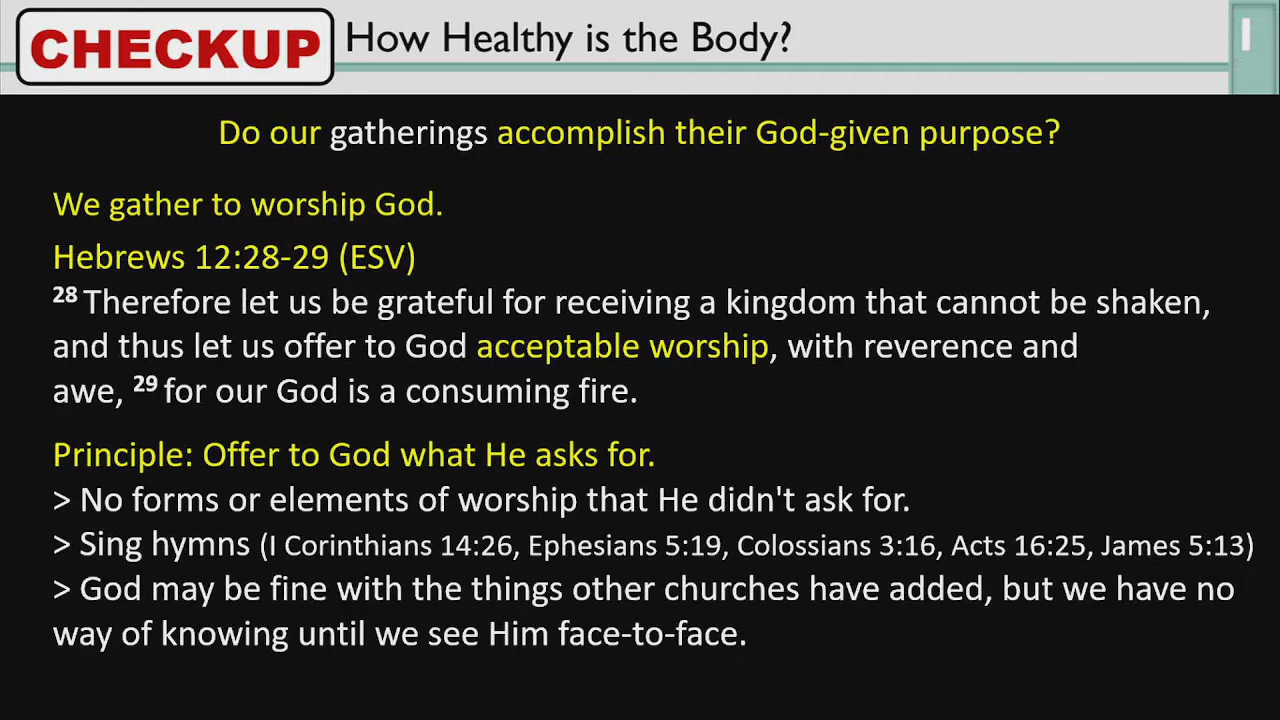 CHECKUP How Healthy is the Body?
Do our gatherings accomplish their God-given purpose?
We gather to worship God.
Hebrews 12:28-29 (ESV)
28 Therefore let us be grateful for receiving a kingdom that cannot be shaken,
and thus let us offer to God acceptable worship, with reverence and
awe, 29 for our God is a consuming fire.
Principle: Offer to God what He asks for.
> No forms or elements of worship that He didn't ask for.
> Sing hymns (I Corinthians 14:26, Ephesians 5:19, Colossians 3:16, Acts 16:25, James 5:13)
> God may be fine with the things other churches have added, but we have no
way of knowing until we see Him face-to-face.